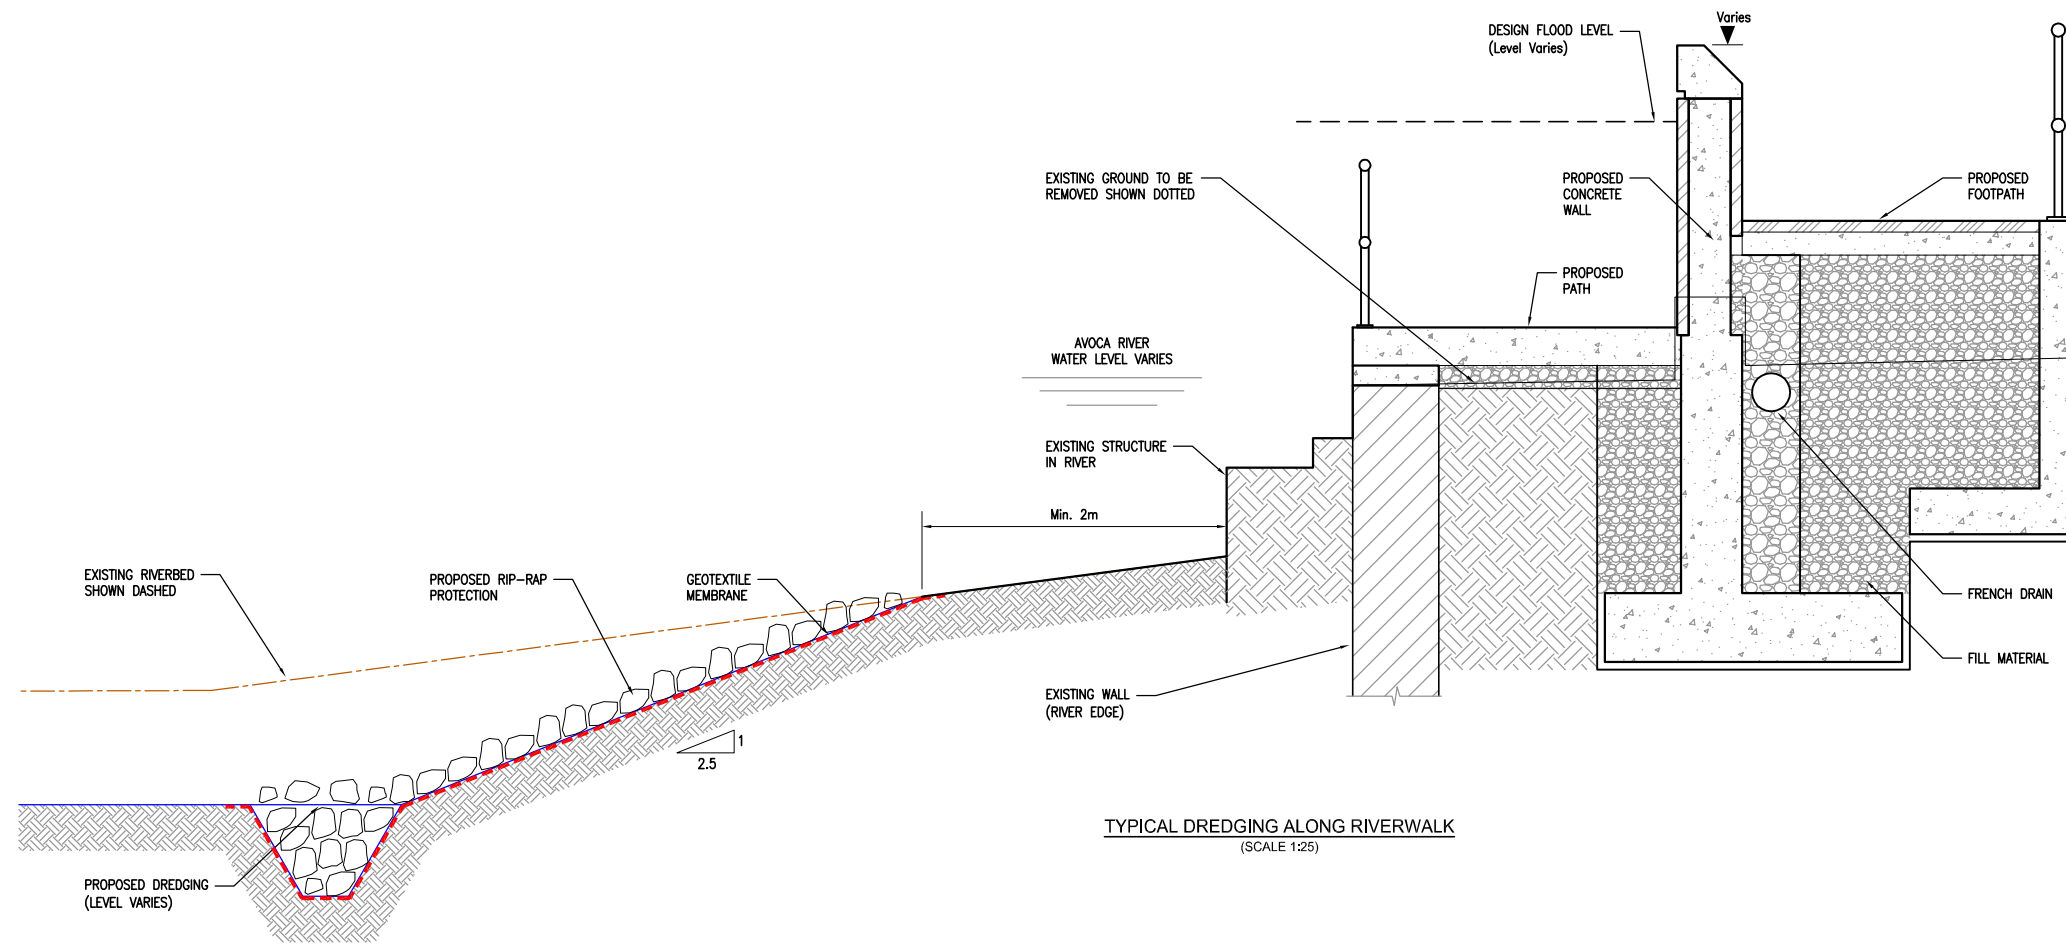 Varies
DESIGN FLOOD LEVEL
(Level Varies)
EXISTING GROUND TO BE
REMOVED SHOWN DOTTED
PROPOSED
CONCRETE
WALL
PROPOSED
FOOTPATH
PROPOSED
PATH
AVOCA RIVER
WATER LEVEL VARIES
EXISTING STRUCTURE
IN RIVER
Min. 2m
EXISTING RIVERBED
SHOWN DASHED
PROPOSED RIP-RAP
PROTECTION
GEOTEXTILE
MEMBRANE
FRENCH DRAIN
FILL MATERIAL
EXISTING WALL
(RIVER EDGE)
1
2.5
TYPICAL DREDGING ALONG RIVERWALK
(SCALE 1:25)
PROPOSED DREDGING
(LEVEL VARIES)